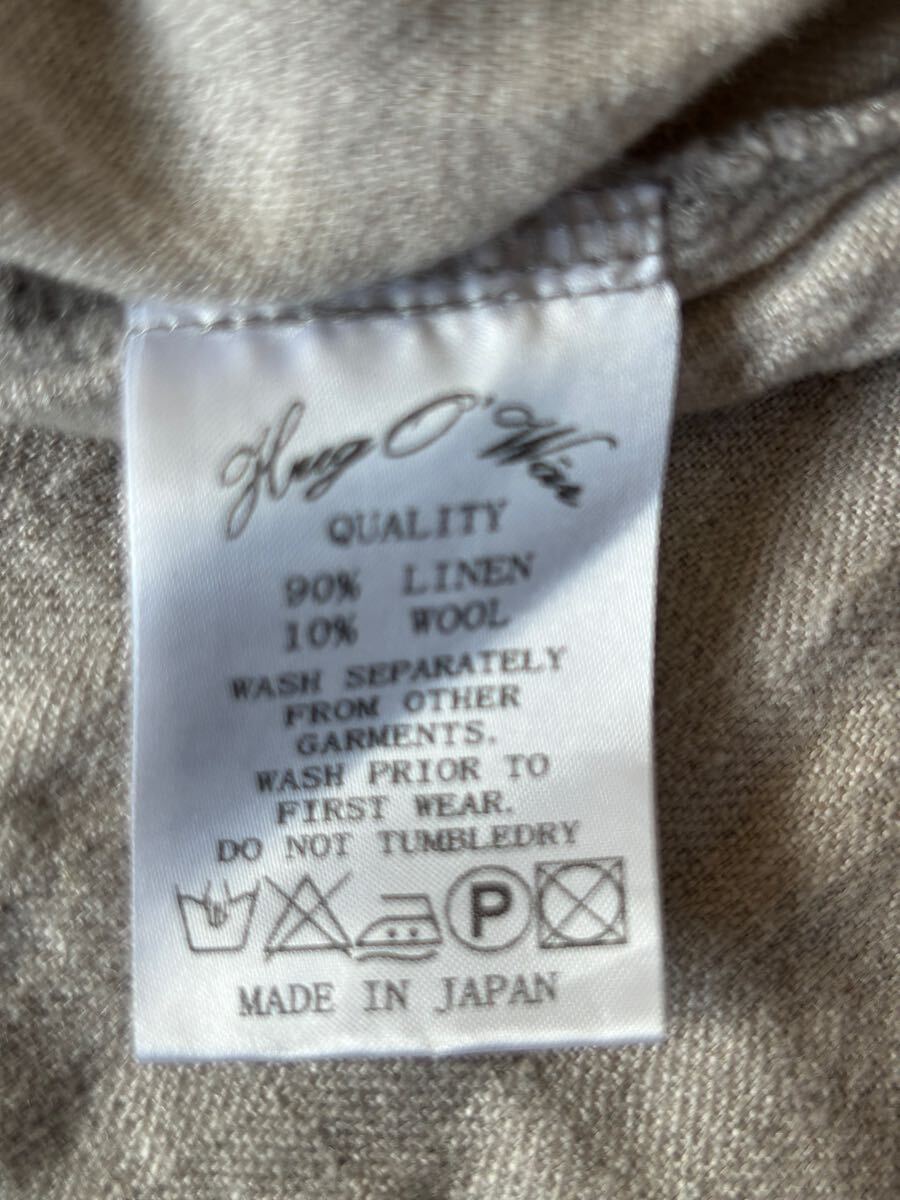 Hug O' Wär
QUALITY
90% LINEN
10% WOOL
WASH SEPARATELY
FROM OTHER
GARMENTS.
WASH PRIOR TO
FIRST WEAR.
DO NOT TUMBLEDRY
P
MADE IN JAPAN